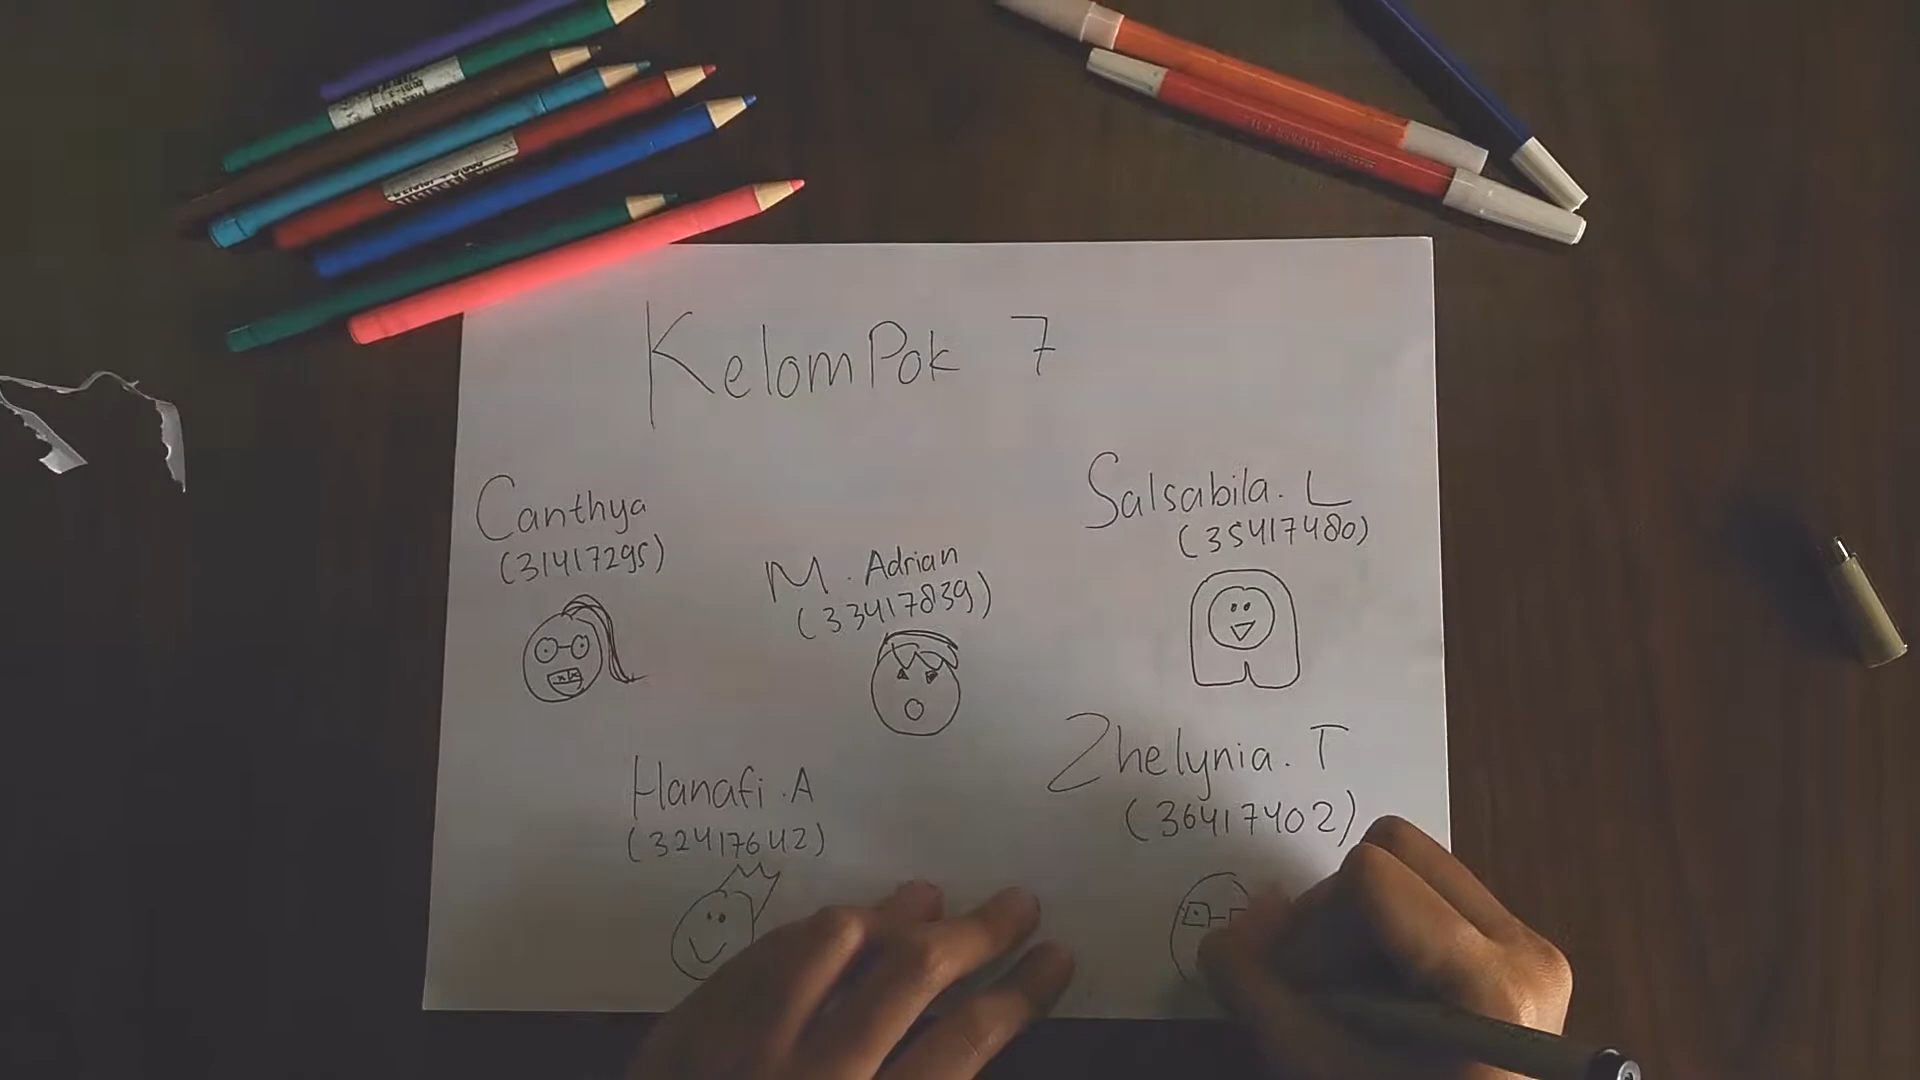 KelomPok 7
Canthya
(31417295)
M. Adrian
(33417839)
Salsabila. L
(35417480)
Hanafi .A
(32417642)
Zhelynia. T
(36417402)